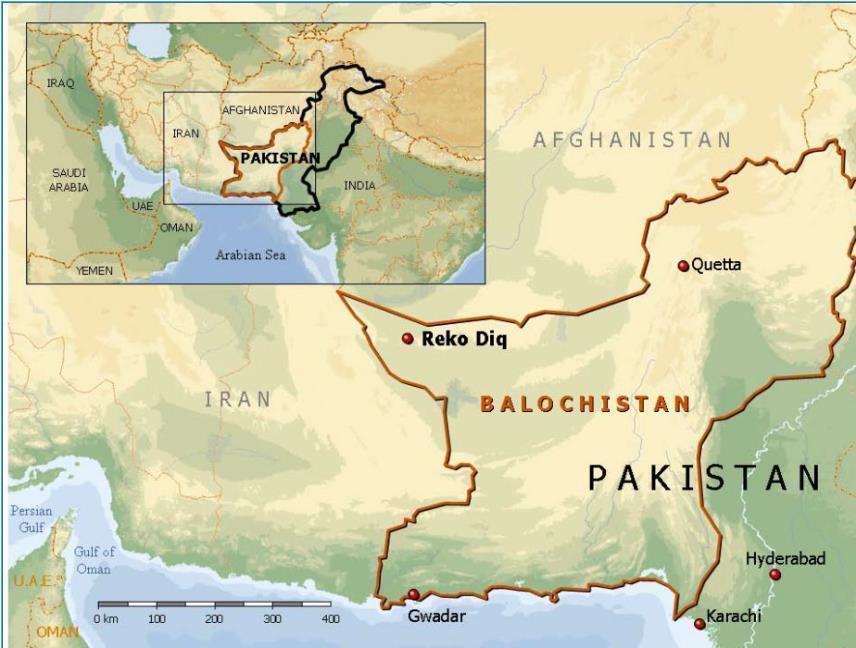 IRAQ
AFGHANISTAN
IRAN
PAKISTAN
SAUDI
ARABIA
INDIA
UAE
OMAN
Arabian Sea
YEMEN
AFGHANISTAN
Quetta
Reko Diq
IRAN
BALOCHISTAN
PAKISTAN
Persian
Gulf
Gulf of
Oman
Hyderabad
U.A.E.
0 km 100 200 300 400
Gwadar
Karachi
OMAN